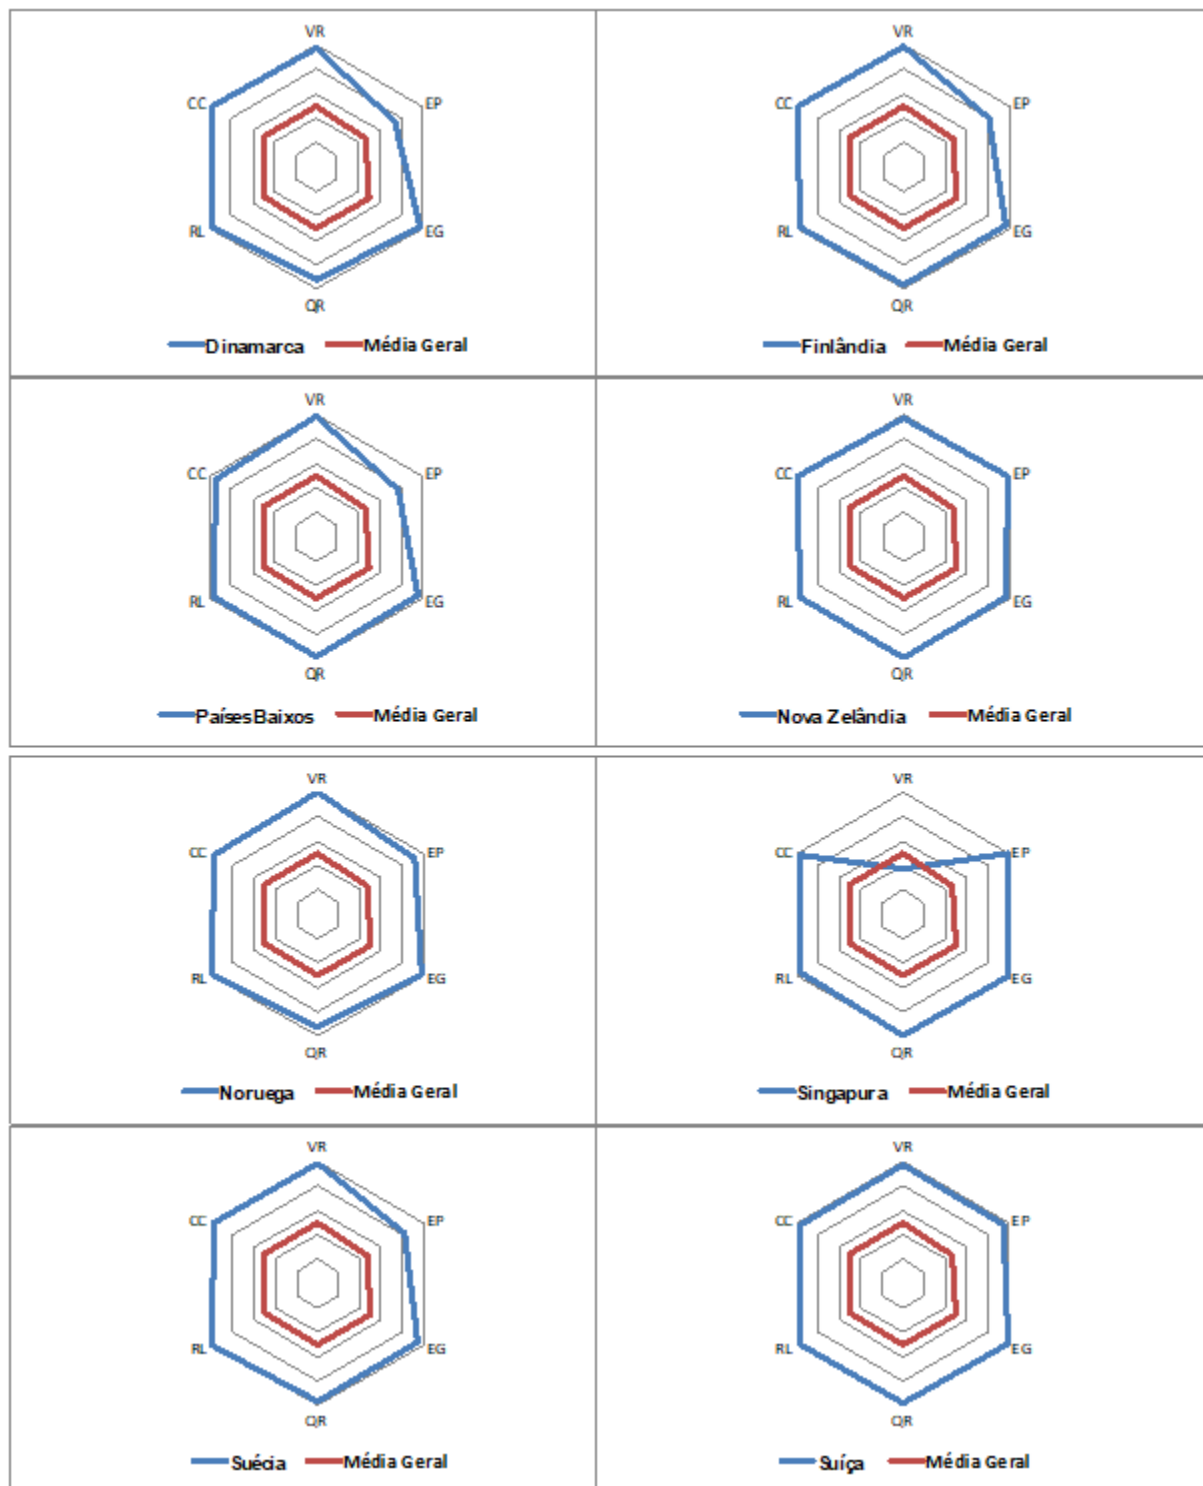 VR
CC EP
RL EG
QR
Dinamarca Média Geral
VR
CC EP
RL EG
QR
Finlândia Média Geral
VR
CC EP
RL EG
QR
Países Baixos Média Geral
VR
CC EP
RL EG
QR
Nova Zelândia Média Geral
VR
CC EP
RL EG
QR
Noruega Média Geral
VR
CC EP
RL EG
QR
Singapura Média Geral
VR
CC EP
RL EG
QR
Suécia Média Geral
VR
CC EP
RL EG
QR
Suíça Média Geral